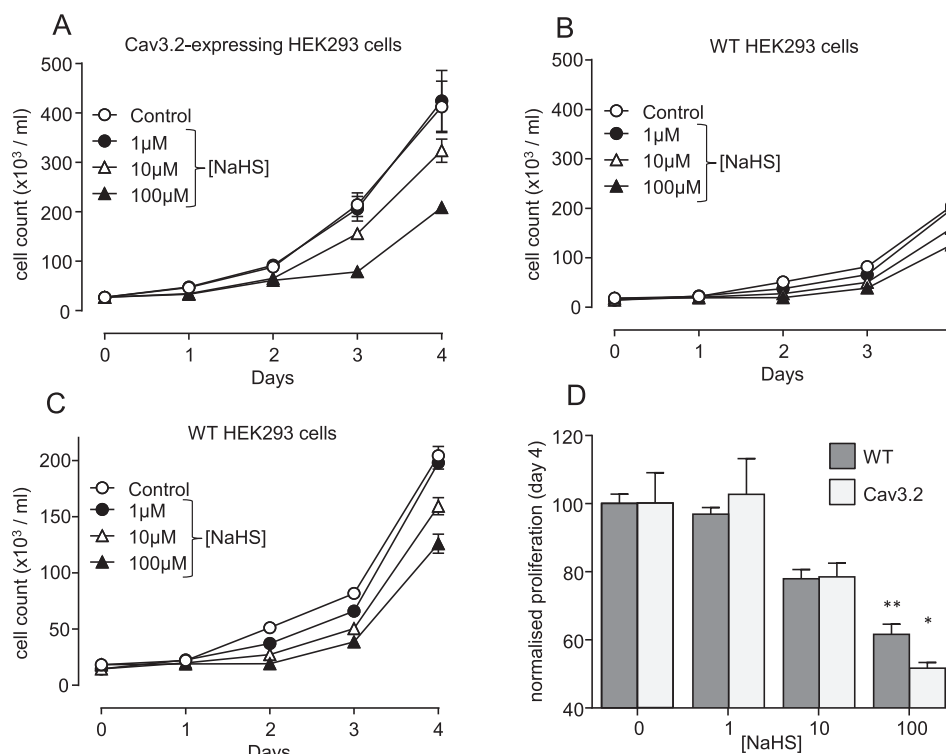 A
Cav3.2-expressing HEK293 cells
cell count (x10³ / ml)
500
400
300
200
100
0
Control
1µM
10µM
100µM
[NaHS]
0 1 2 3 4
Days
B
WT HEK293 cells
cell count (x10³ / ml)
500
400
300
200
100
0
Control
1µM
10µM
100µM
[NaHS]
0 1 2 3
Days
C
WT HEK293 cells
cell count (x10³ / ml)
200
150
100
50
0
Control
1µM
10µM
100µM
[NaHS]
0 1 2 3 4
Days
D
normalised proliferation (day 4)
120
100
80
60
40
WT
Cav3.2
** *
0 1 10 100
[NaHS]